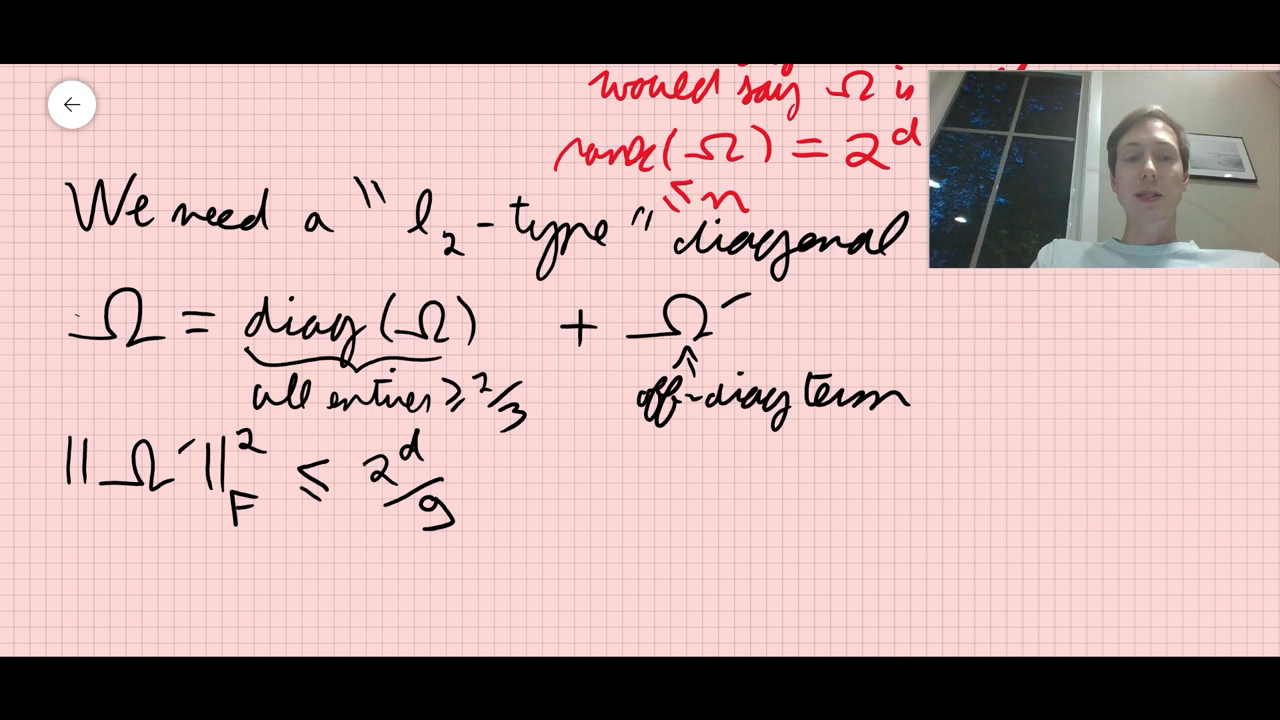 would say Ω is
rank(Ω) = 2^d
≤ n
We need a "l_2-type" diagonal
Ω = diag(Ω) + Ω′
all entries ≥ 2/3 off-diag term
||Ω′||_F^2 ≤ 2^d/9